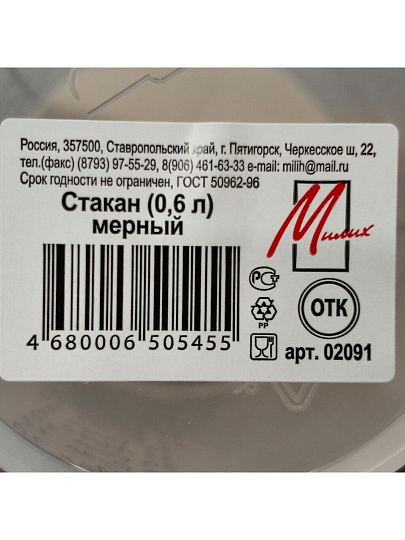 Россия, 357500, Ставропольский край, г. Пятигорск, Черкесское ш, 22,
тел.(факс) (8793) 97-55-29, 8(906) 461-63-33 e-mail: milih@mail.ru
Срок годности не ограничен, ГОСТ 50962-96
Стакан (0,6 л)
мерный
Милих
РСТ
PP
ОТК
4 680006 505455
арт. 02091